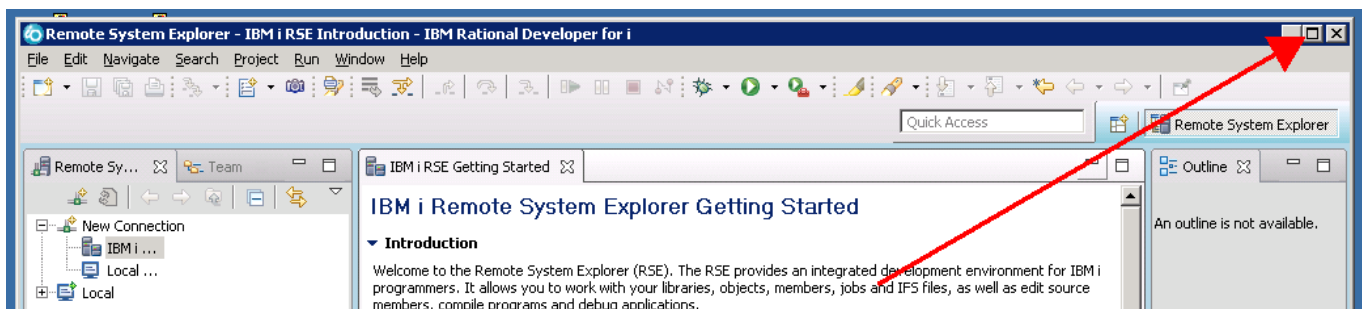 Remote System Explorer - IBM i RSE Introduction - IBM Rational Developer for i
File Edit Navigate Search Project Run Window Help
Quick Access
Remote System Explorer
Remote Sy...
Team
IBM i RSE Getting Started
Outline
IBM i Remote System Explorer Getting Started
New Connection
An outline is not available.
Introduction
IBM i ...
Local ...
Welcome to the Remote System Explorer (RSE). The RSE provides an integrated development environment for IBM i
programmers. It allows you to work with your libraries, objects, members, jobs and IFS files, as well as edit source
Local
members, compile programs and debug applications.